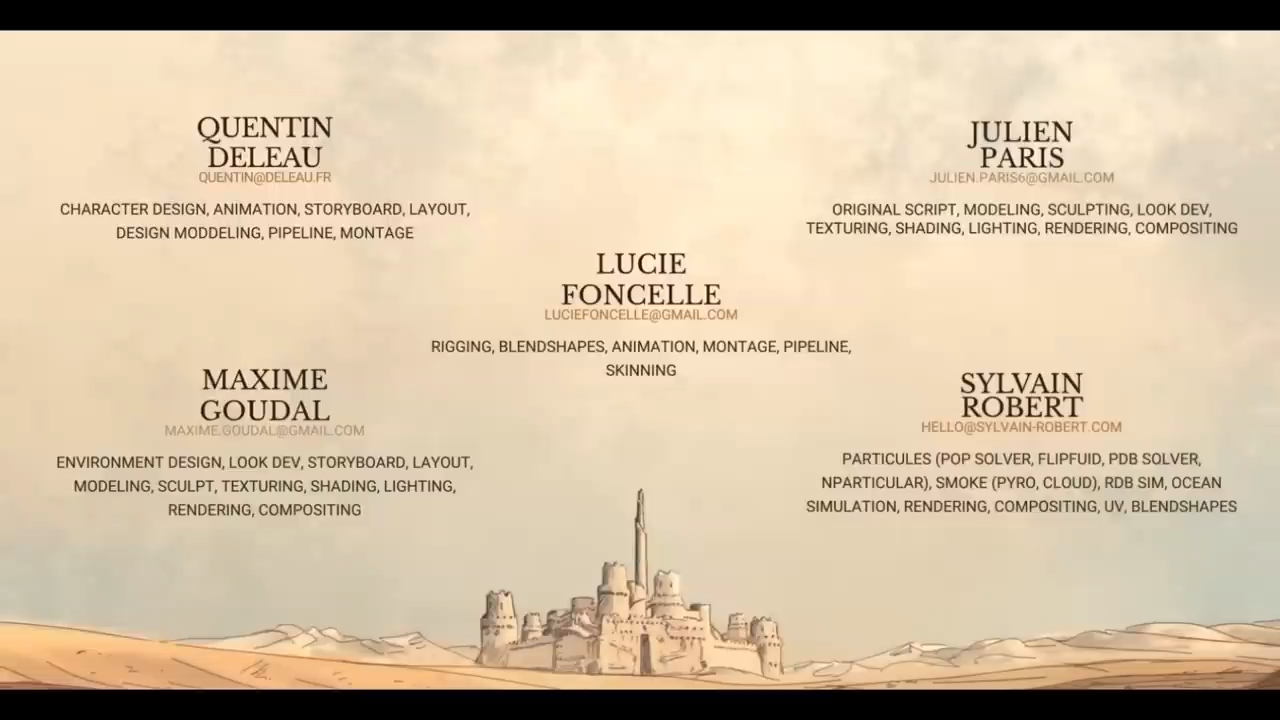 QUENTIN
DELEAU
QUENTIN@DELEAU.FR
CHARACTER DESIGN, ANIMATION, STORYBOARD, LAYOUT,
DESIGN MODDELING, PIPELINE, MONTAGE
JULIEN
PARIS
JULIEN.PARIS6@GMAIL.COM
ORIGINAL SCRIPT, MODELING, SCULPTING, LOOK DEV,
TEXTURING, SHADING, LIGHTING, RENDERING, COMPOSITING
LUCIE
FONCELLE
LUCIEFONCELLE@GMAIL.COM
RIGGING, BLENDSHAPES, ANIMATION, MONTAGE, PIPELINE,
SKINNING
MAXIME
GOUDAL
MAXIME.GOUDAL@GMAIL.COM
ENVIRONMENT DESIGN, LOOK DEV, STORYBOARD, LAYOUT,
MODELING, SCULPT, TEXTURING, SHADING, LIGHTING,
RENDERING, COMPOSITING
SYLVAIN
ROBERT
HELLO@SYLVAIN-ROBERT.COM
PARTICULES (POP SOLVER, FLIPFUID, PDB SOLVER,
NPARTICULAR), SMOKE (PYRO, CLOUD), RDB SIM, OCEAN
SIMULATION, RENDERING, COMPOSITING, UV, BLENDSHAPES